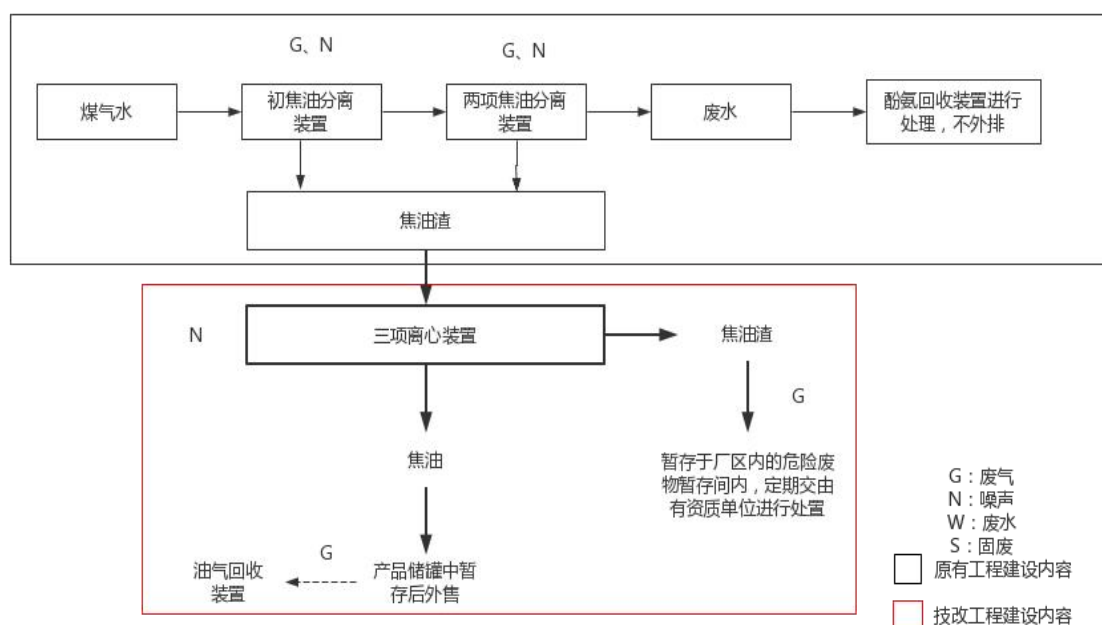 G、N
G、N
煤气水
初焦油分离
装置
两项焦油分离
装置
废水
酚氨回收装置进行
处理，不外排
焦油渣
N
三项离心装置
焦油渣
G
焦油
暂存于厂区内的危险废
物暂存间内，定期交由
有资质单位进行处置
G
油气回收
装置
产品储罐中暂
存后外售
G：废气
N：噪声
W：废水
S：固废
原有工程建设内容
技改工程建设内容